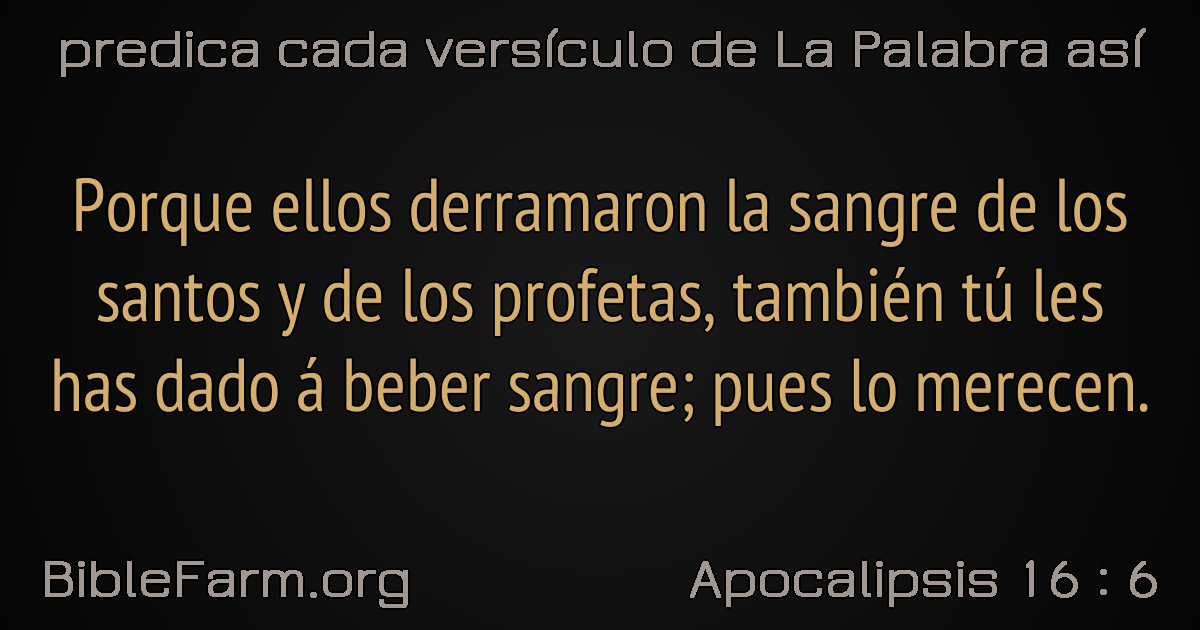 predica cada versículo de La Palabra así
Porque ellos derramaron la sangre de los
santos y de los profetas, también tú les
has dado á beber sangre; pues lo merecen.
BibleFarm.org
Apocalipsis 16 : 6